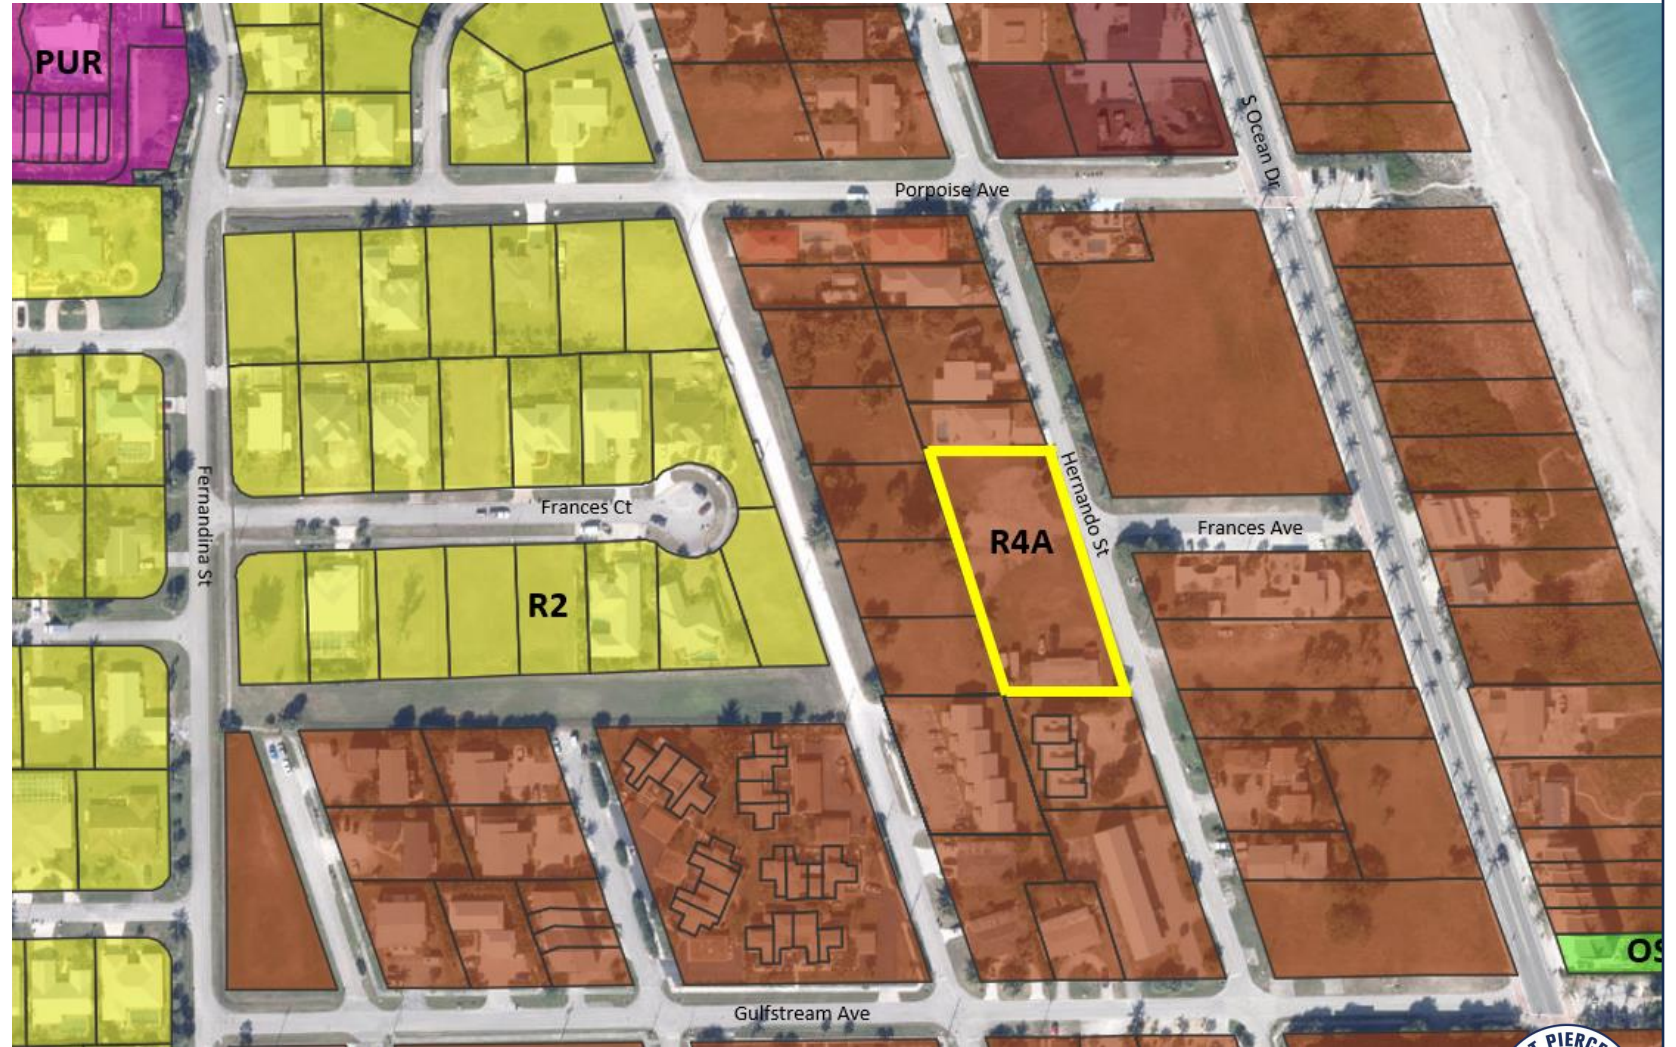 PUR
S Ocean Dr
Porpoise Ave
Fernandina St
Frances Ct
Hernando St
Frances Ave
R4A
R2
OS
Gulfstream Ave
PIERCE